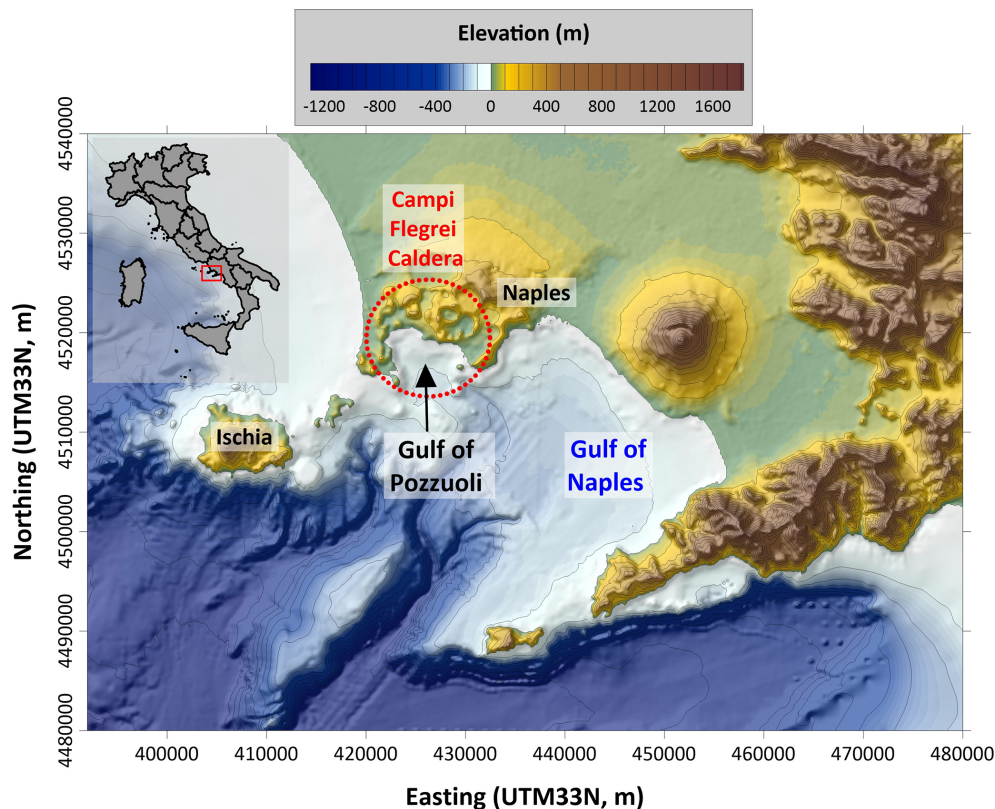 Elevation (m)
-1200 -800 -400 0 400 800 1200 1600
4540000
4530000
4520000
4510000
4500000
4490000
4480000
Northing (UTM33N, m)
Campi
Flegrei
Caldera
Naples
Ischia
Gulf of
Pozzuoli
Gulf of
Naples
400000 410000 420000 430000 440000 450000 460000 470000 480000
Easting (UTM33N, m)